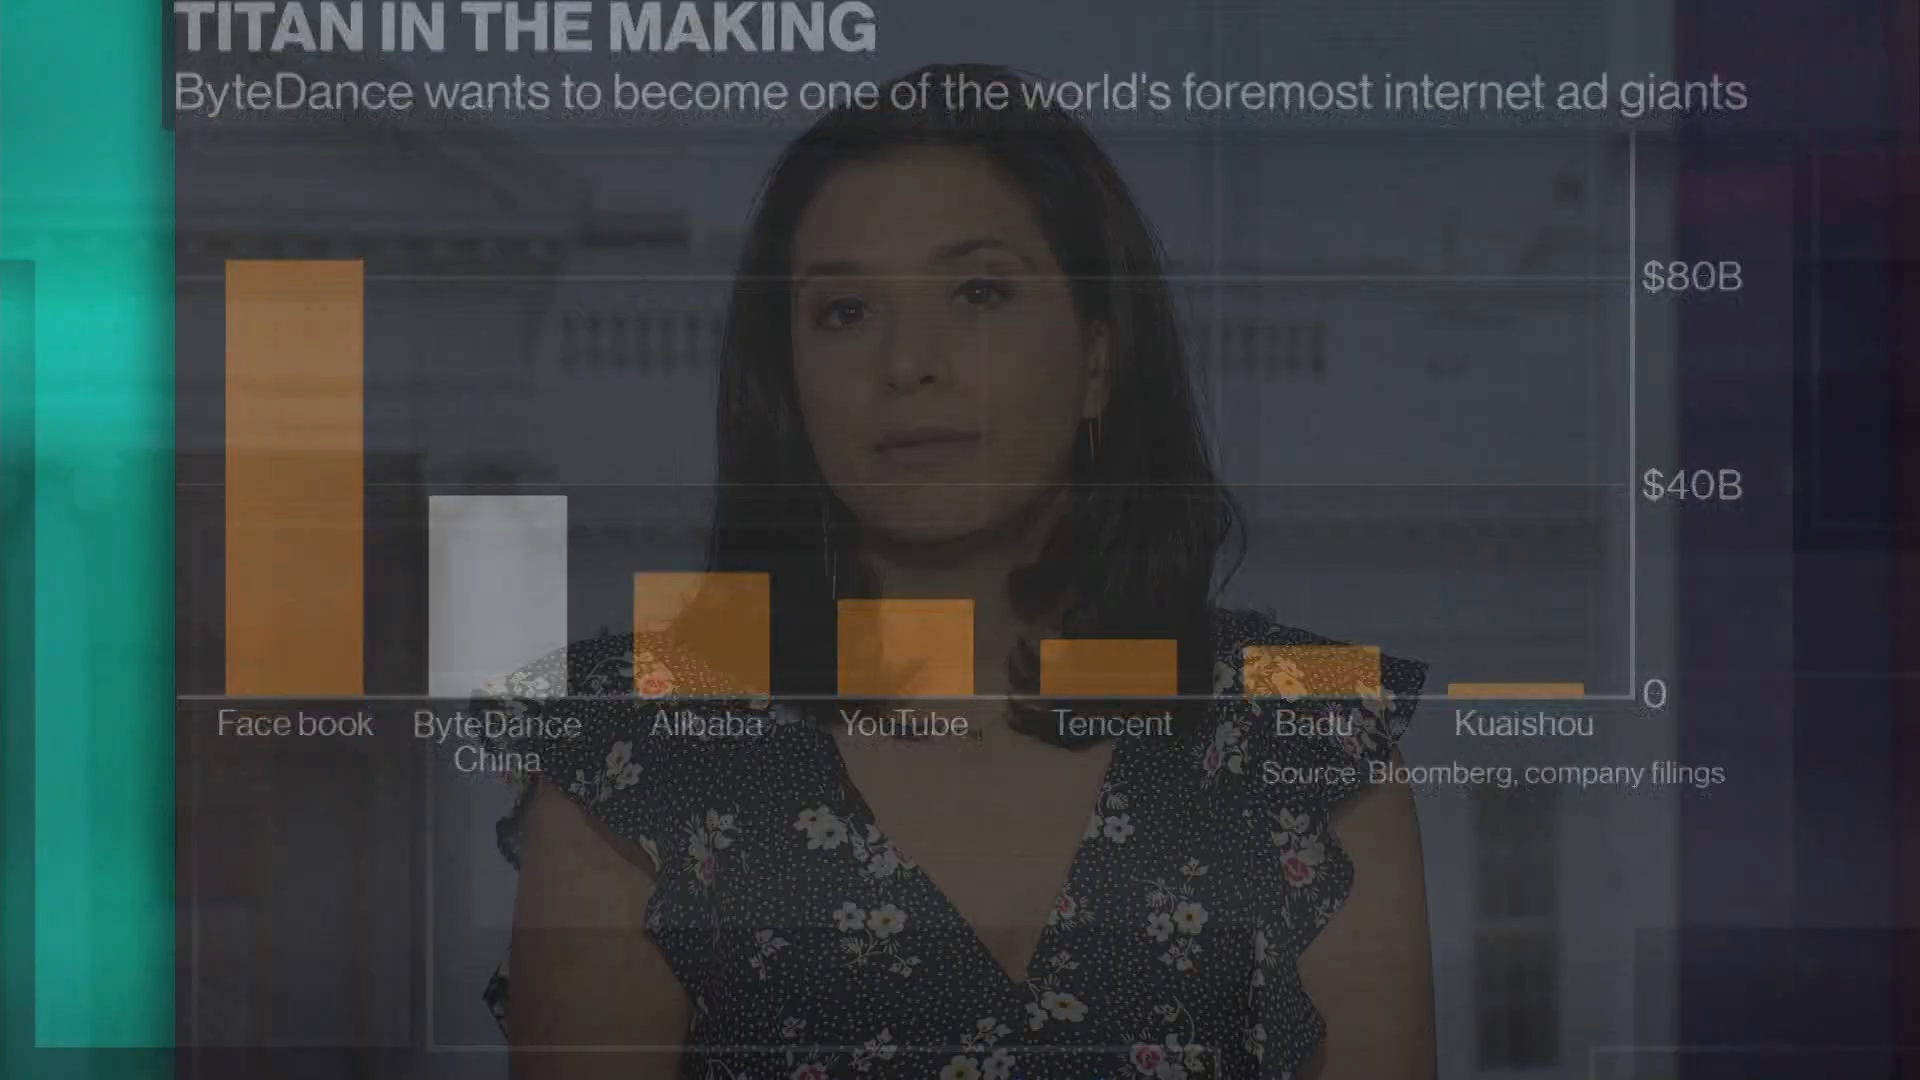 TITAN IN THE MAKING
ByteDance wants to become one of the world's foremost internet ad giants
$80B
$40B
0
Face book
ByteDance
China
Alibaba
YouTube
Tencent
Badu
Kuaishou
Source: Bloomberg, company filings